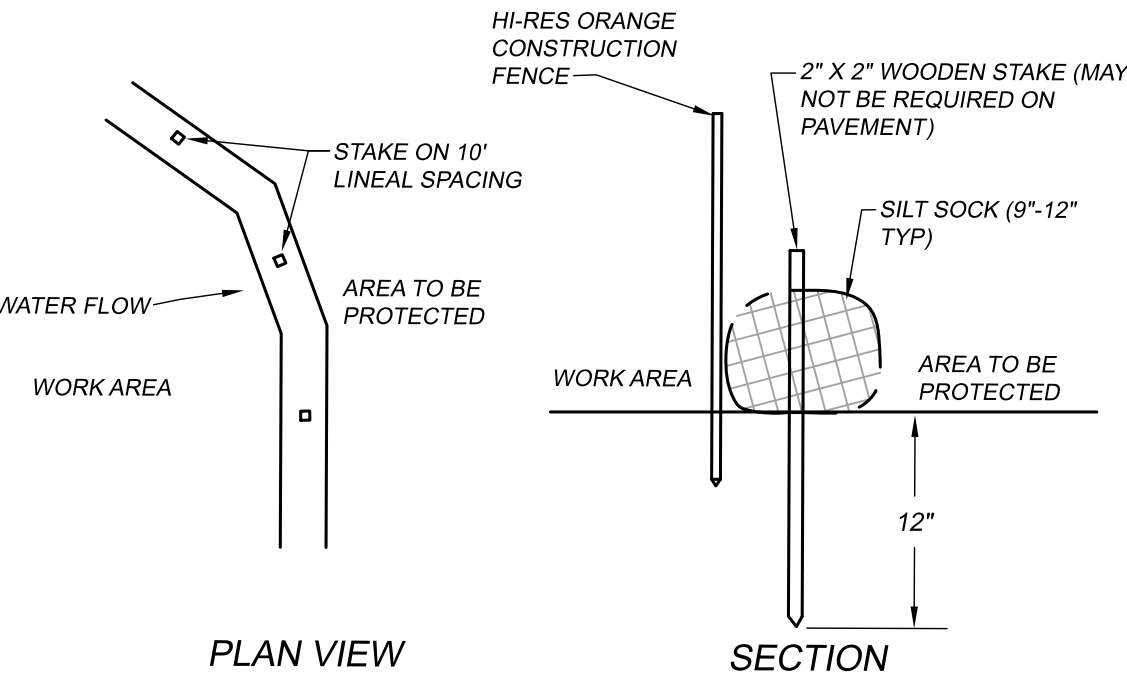 HI-RES ORANGE
CONSTRUCTION
FENCE
2" X 2" WOODEN STAKE (MAY
NOT BE REQUIRED ON
PAVEMENT)
STAKE ON 10'
LINEAL SPACING
SILT SOCK (9"-12"
TYP)
WATER FLOW
AREA TO BE
PROTECTED
WORK AREA
WORK AREA
AREA TO BE
PROTECTED
12"
PLAN VIEW
SECTION